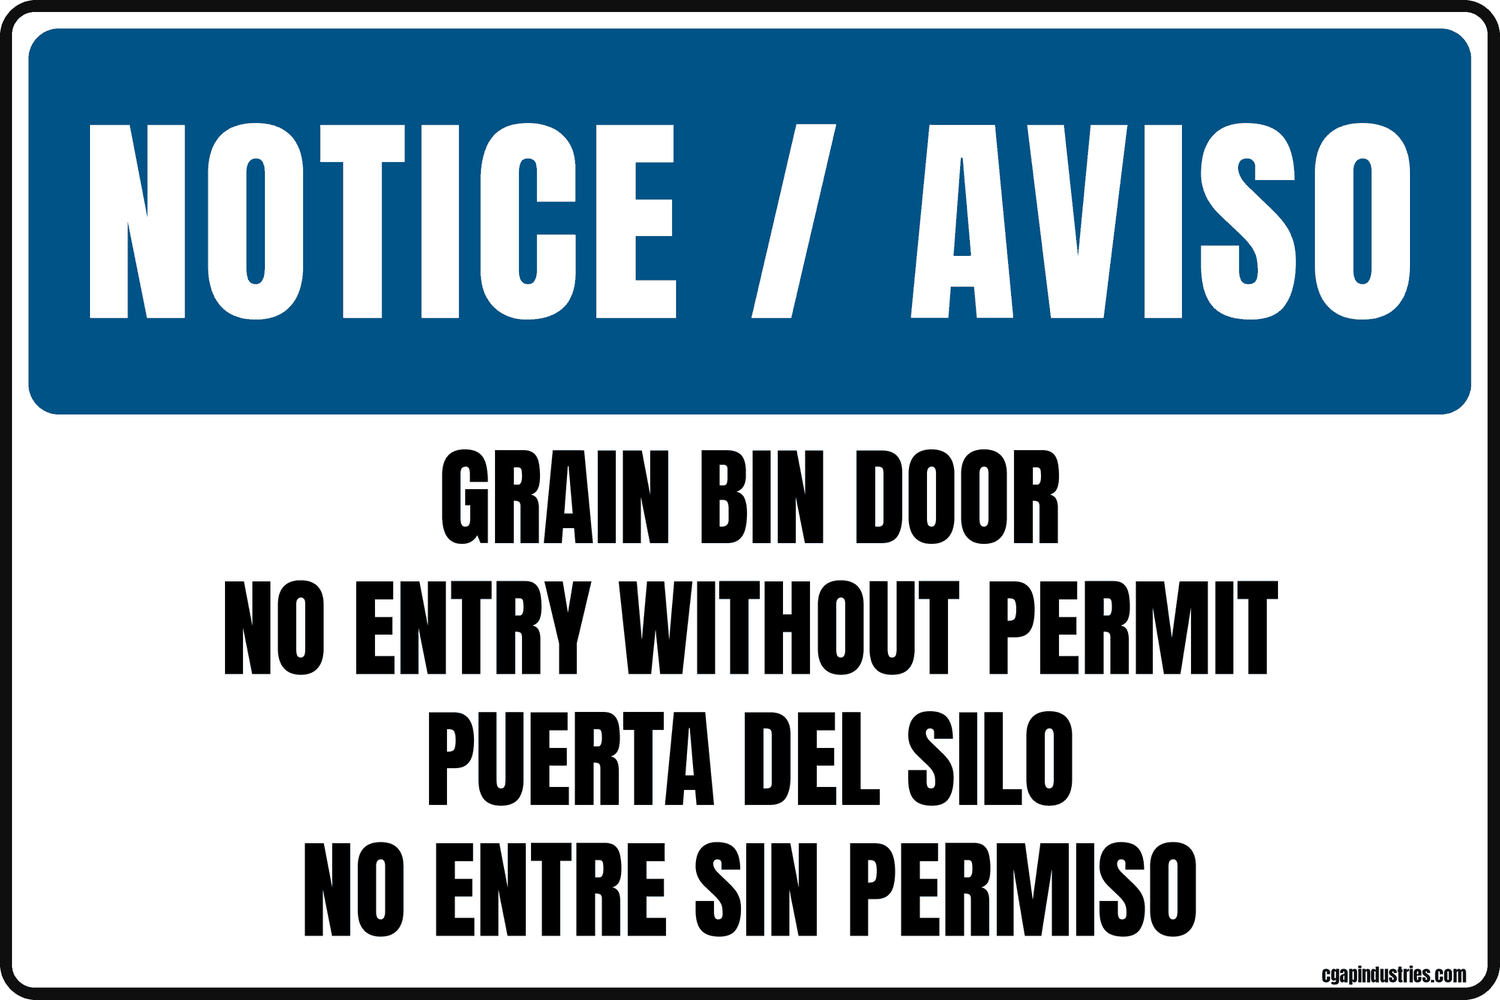 NOTICE / AVISO
GRAIN BIN DOOR
NO ENTRY WITHOUT PERMIT
PUERTA DEL SILO
NO ENTRE SIN PERMISO
cgapindustries.com